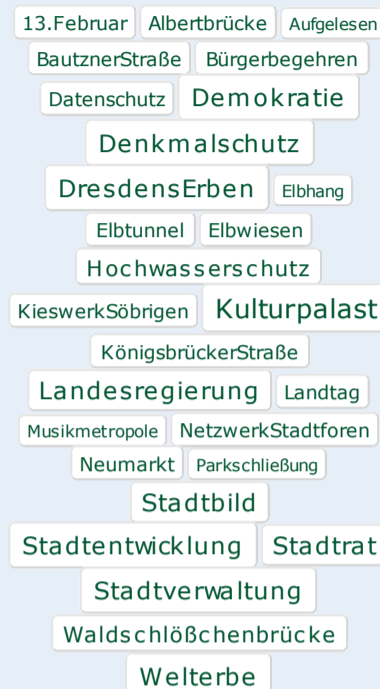 13.Februar Albertbrücke Aufgelesen
BautznerStraße Bürgerbegehren
Datenschutz Demokratie
Denkmalschutz
DresdensErben Elbhang
Elbtunnel Elbwiesen
Hochwasserschutz
KieswerkSöbrigen Kulturpalast
KönigsbrückerStraße
Landesregierung Landtag
Musikmetropole NetzwerkStadtforen
Neumarkt Parkschließung
Stadtbild
Stadtentwicklung Stadtrat
Stadtverwaltung
Waldschlößchenbrücke
Welterbe